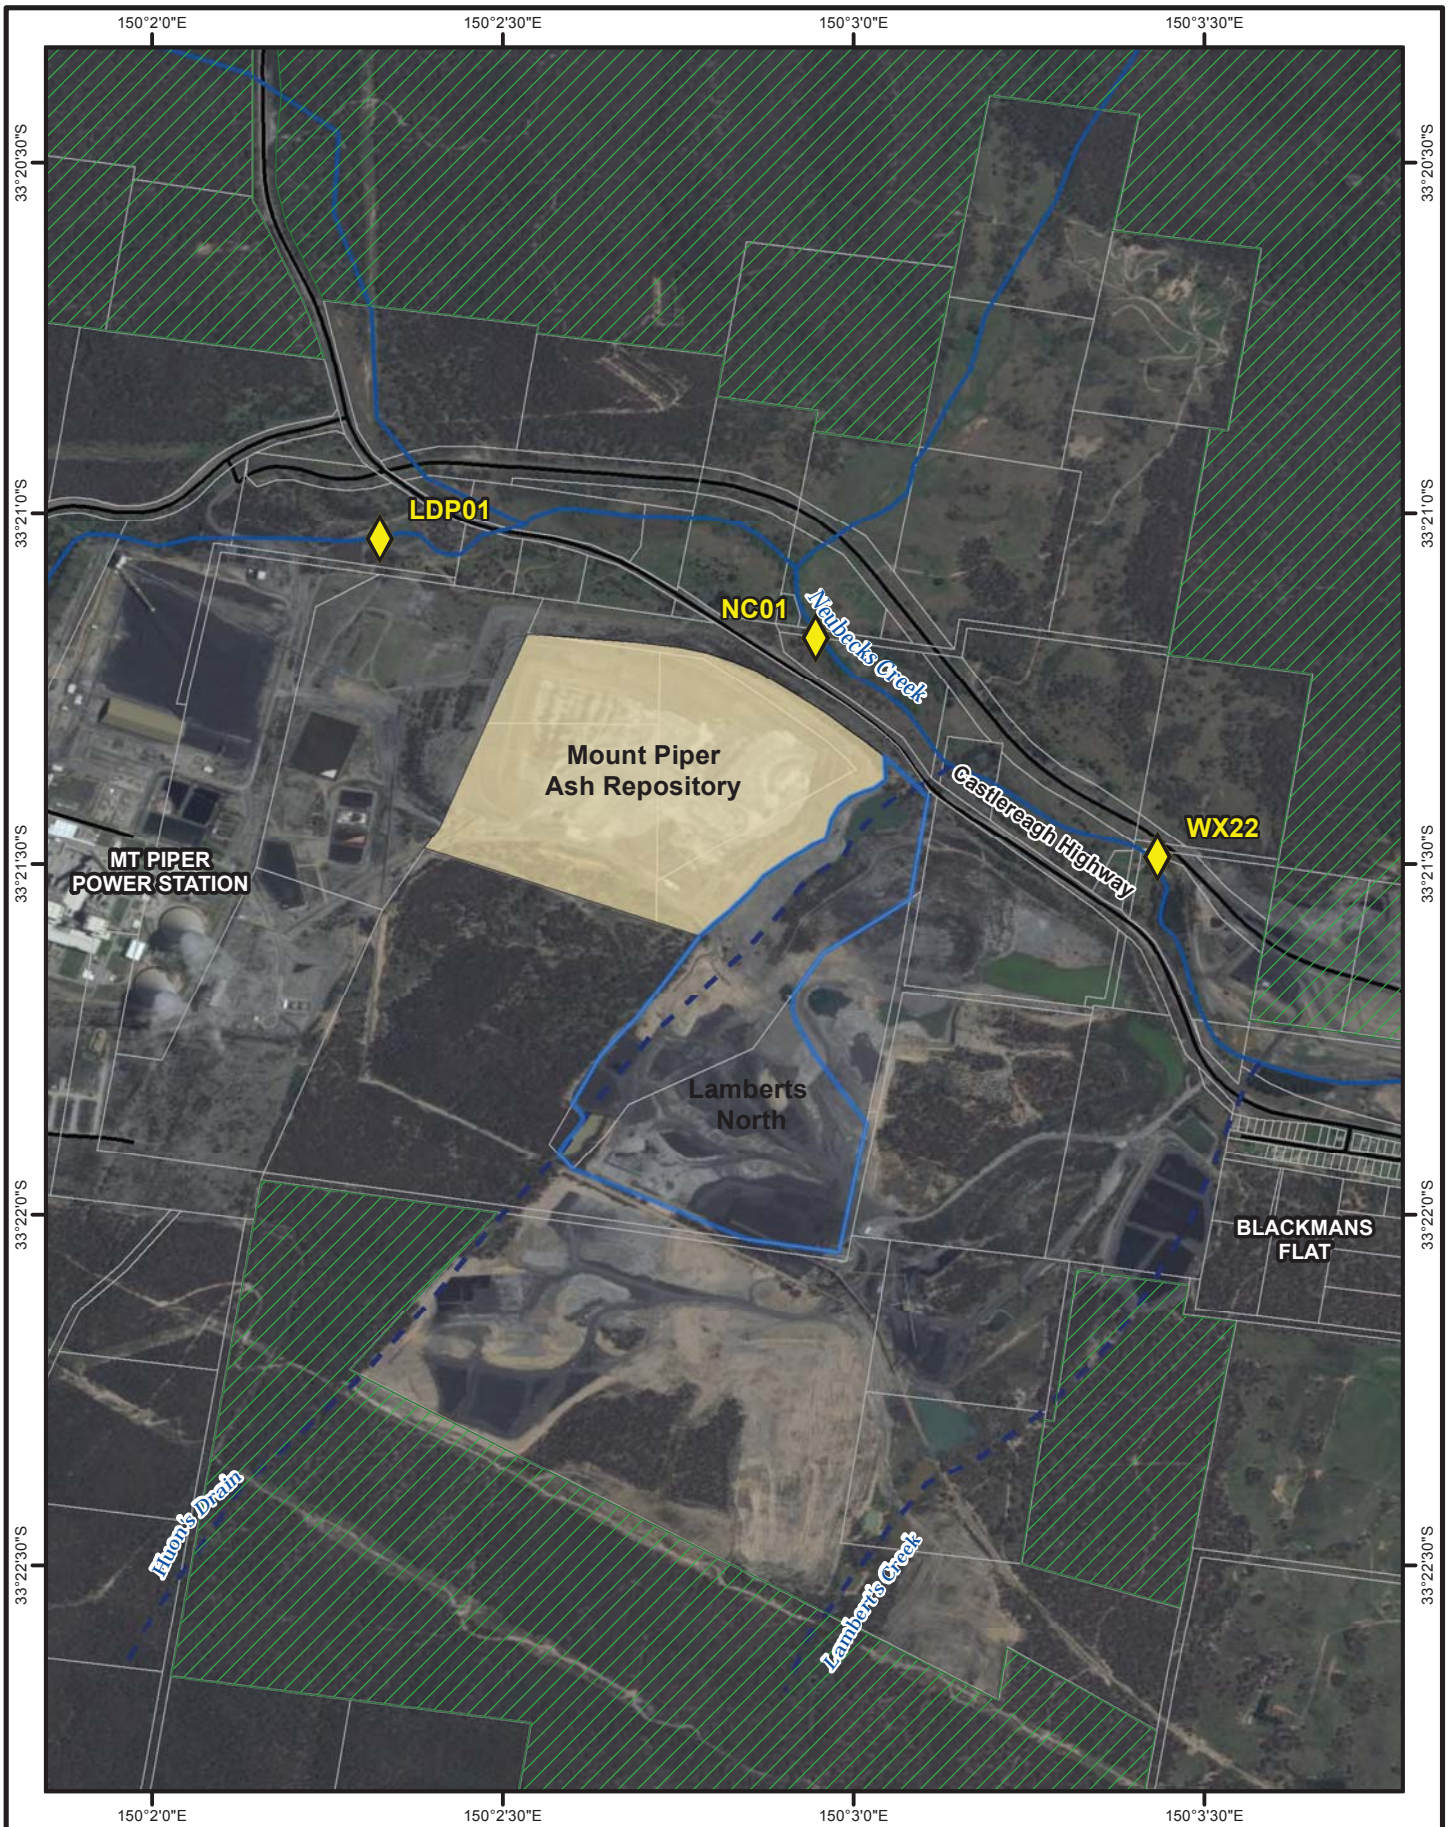 150°2'0"E
150°2'30"E
150°3'0"E
150°3'30"E
33°20'30"S
33°20'30"S
33°21'0"S
33°21'0"S
LDP01
NC01
Neubecks Creek
Mount Piper
Ash Repository
Castlereagh Highway
WX22
MT PIPER
POWER STATION
33°21'30"S
33°21'30"S
Lamberts
North
33°22'0"S
33°22'0"S
BLACKMANS
FLAT
Huon's Drain
Lambert's Creek
33°22'30"S
33°22'30"S
150°2'0"E
150°2'30"E
150°3'0"E
150°3'30"E